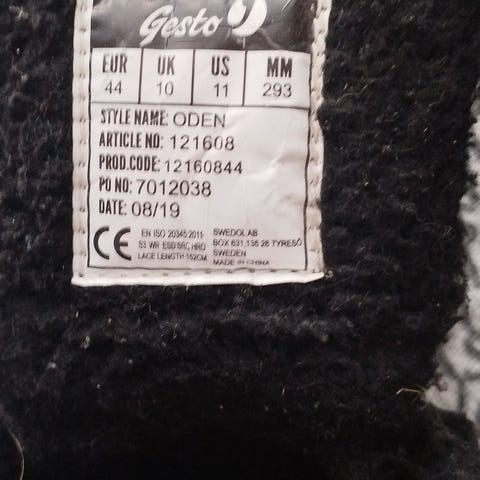 Gesto
EUR UK US MM
44 10 11 293
STYLE NAME: ODEN
ARTICLE NO: 121608
PROD.CODE: 12160844
PO NO: 7012038
DATE: 08/19
CE
EN ISO 20345:2011
S3 WR ESD SRC HRO
LACE LENGTH 152CM
SWEDOLAB
BOX 631,135 26 TYRESÖ
SWEDEN
MADE IN CHINA